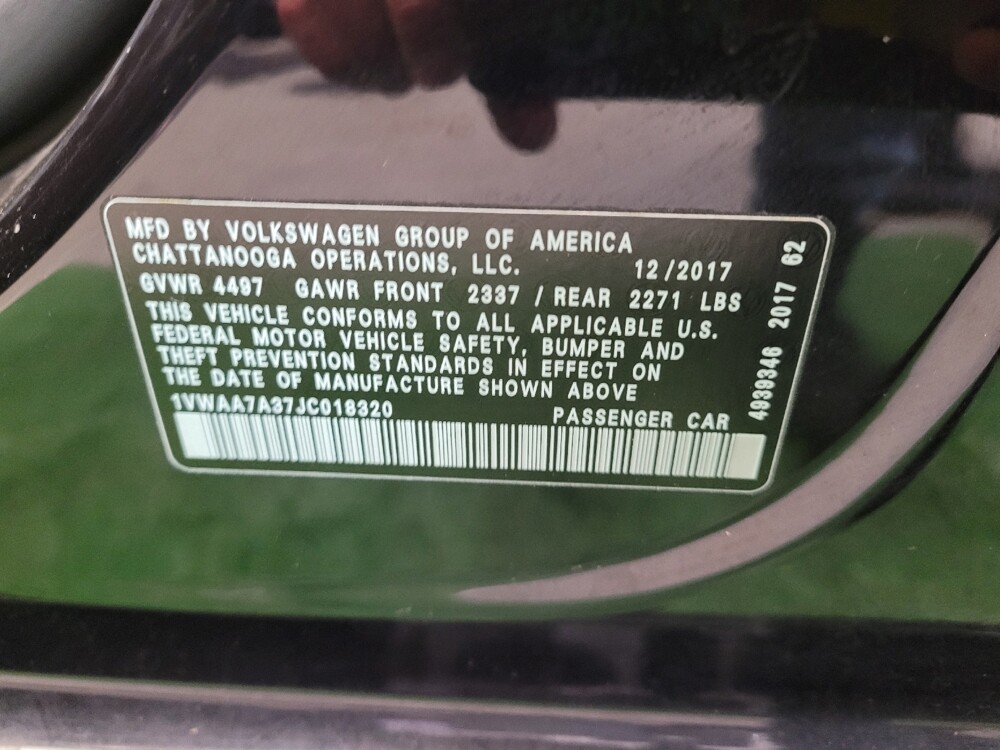 MFD BY VOLKSWAGEN GROUP OF AMERICA
CHATTANOOGA OPERATIONS, LLC. 12/2017
GVWR 4497 GAWR FRONT 2337 / REAR 2271 LBS
THIS VEHICLE CONFORMS TO ALL APPLICABLE U.S.
FEDERAL MOTOR VEHICLE SAFETY, BUMPER AND
THEFT PREVENTION STANDARDS IN EFFECT ON
THE DATE OF MANUFACTURE SHOWN ABOVE
1VWAA7A37JC018320 PASSENGER CAR
4939346 2017 62